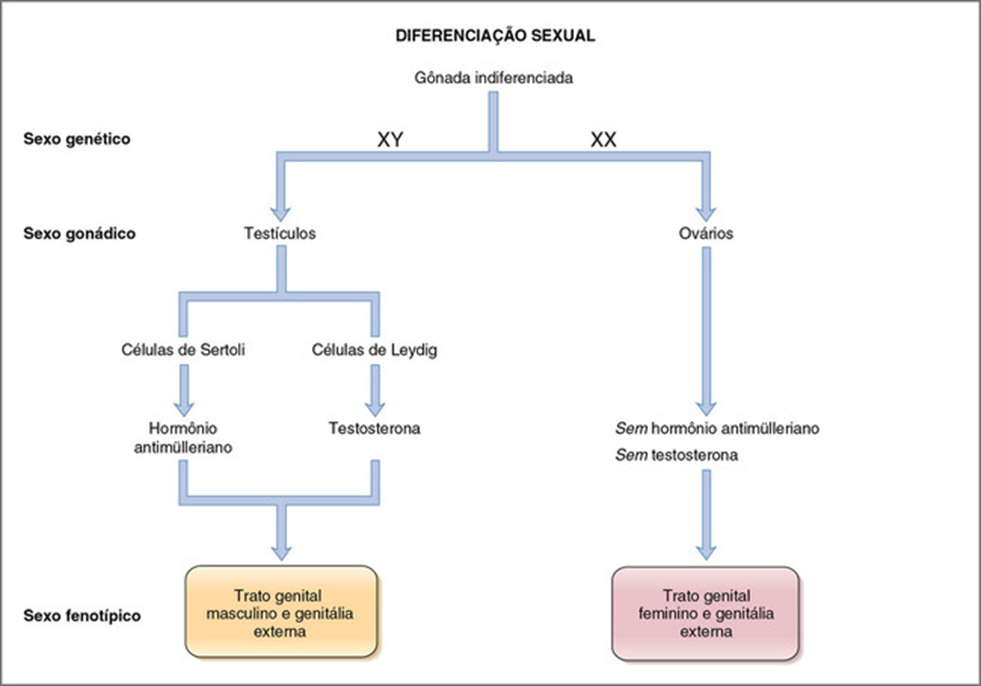 DIFERENCIAÇÃO SEXUAL
Gônada indiferenciada
Sexo genético
XY
XX
Sexo gonádico
Testículos
Ovários
Células de Sertoli
Células de Leydig
Hormônio
antimülleriano
Testosterona
Sem hormônio antimülleriano
Sem testosterona
Sexo fenotípico
Trato genital
masculino e genitália
externa
Trato genital
feminino e genitália
externa